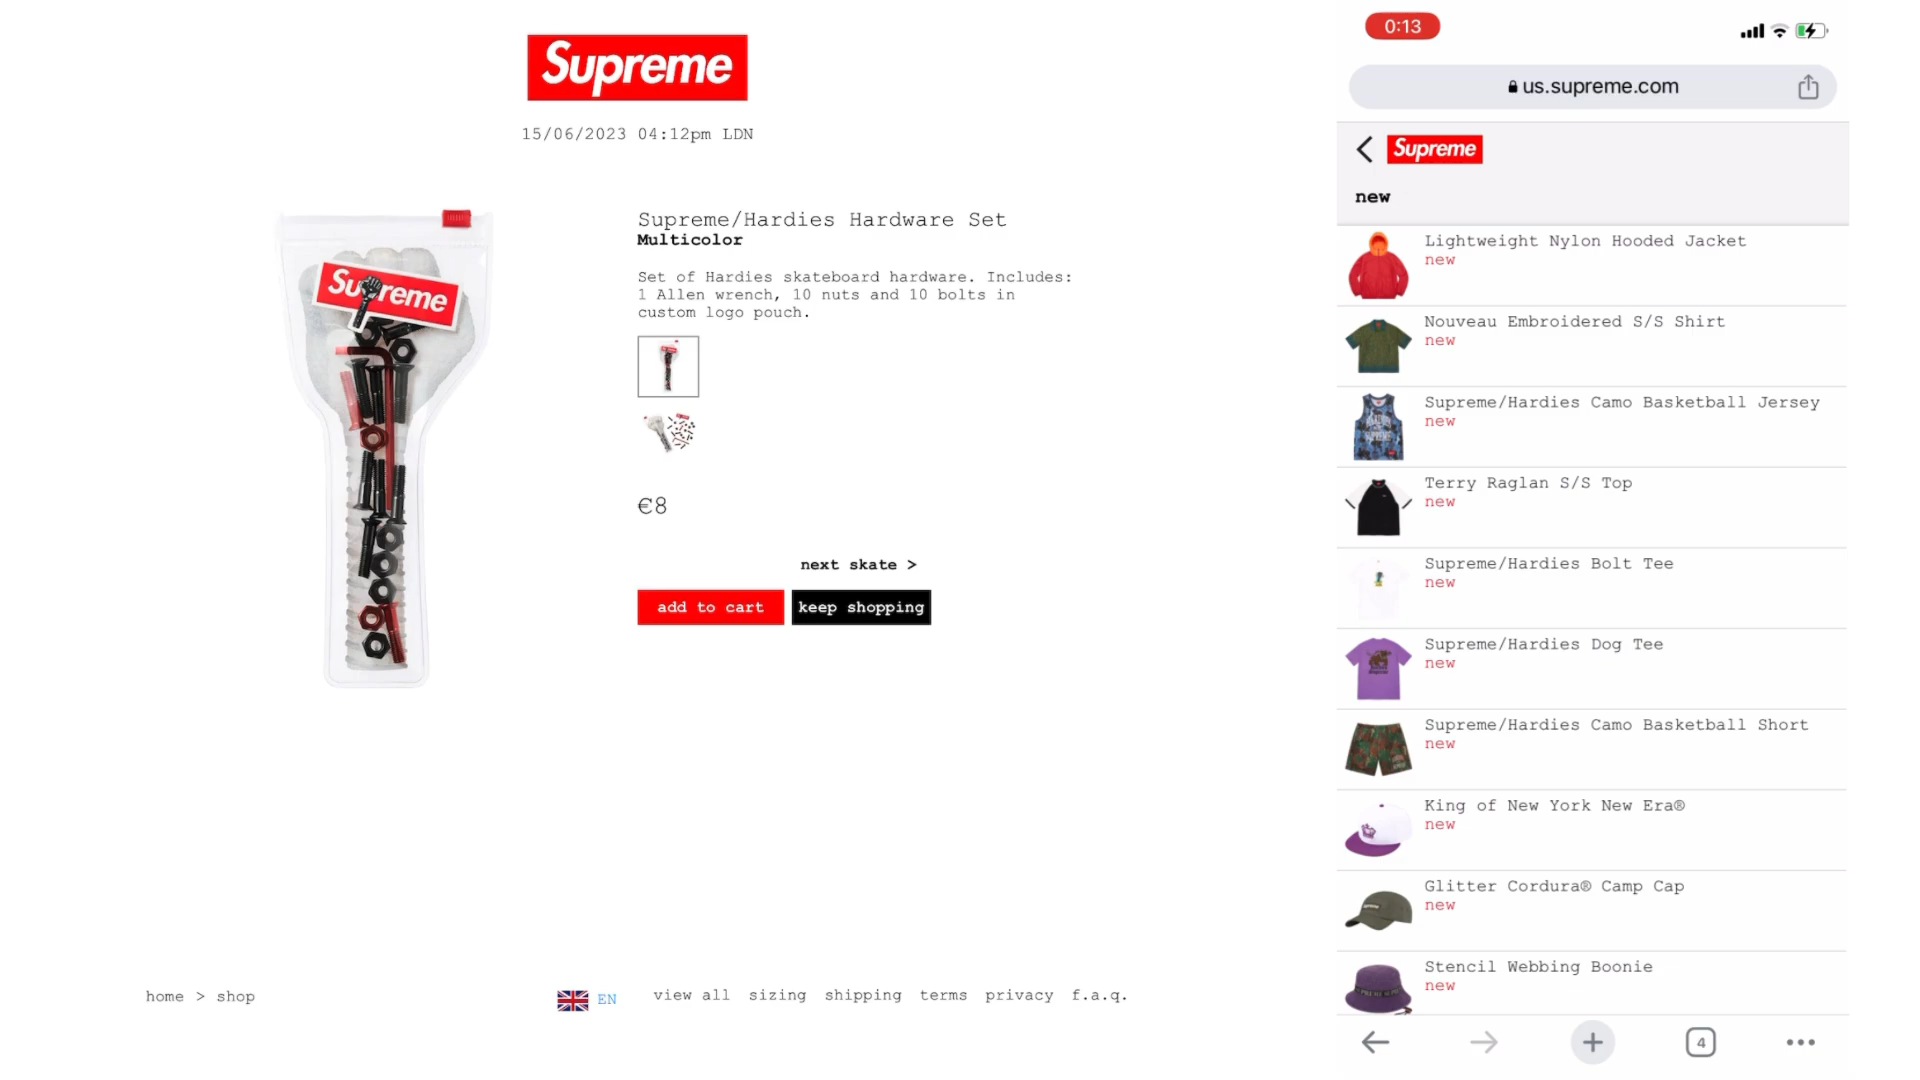 Supreme
15/06/2023 04:12pm LDN
Supreme
Supreme/Hardies Hardware Set
Multicolor
Set of Hardies skateboard hardware. Includes:
1 Allen wrench, 10 nuts and 10 bolts in
custom logo pouch.
€8
next skate >
add to cart
keep shopping
home > shop
EN
view all sizing shipping terms privacy f.a.q.
0:13
us.supreme.com
Supreme
new
Lightweight Nylon Hooded Jacket
new
Nouveau Embroidered S/S Shirt
new
Supreme/Hardies Camo Basketball Jersey
new
Terry Raglan S/S Top
new
Supreme/Hardies Bolt Tee
new
Supreme/Hardies Dog Tee
new
Supreme/Hardies Camo Basketball Short
new
King of New York New Era®
new
Glitter Cordura® Camp Cap
new
Stencil Webbing Boonie
new
4